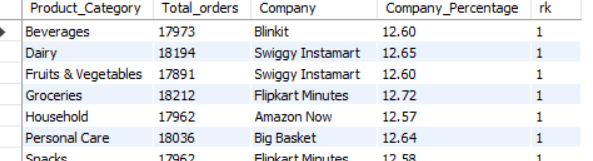 Product_Category Total_orders Company Company_Percentage rk
Beverages 17973 Blinkit 12.60 1
Dairy 18194 Swiggy Instamart 12.65 1
Fruits & Vegetables 17891 Swiggy Instamart 12.60 1
Groceries 18212 Flipkart Minutes 12.72 1
Household 17962 Amazon Now 12.57 1
Personal Care 18036 Big Basket 12.64 1
Snacks 17962 Flipkart Minutes 12.58 1